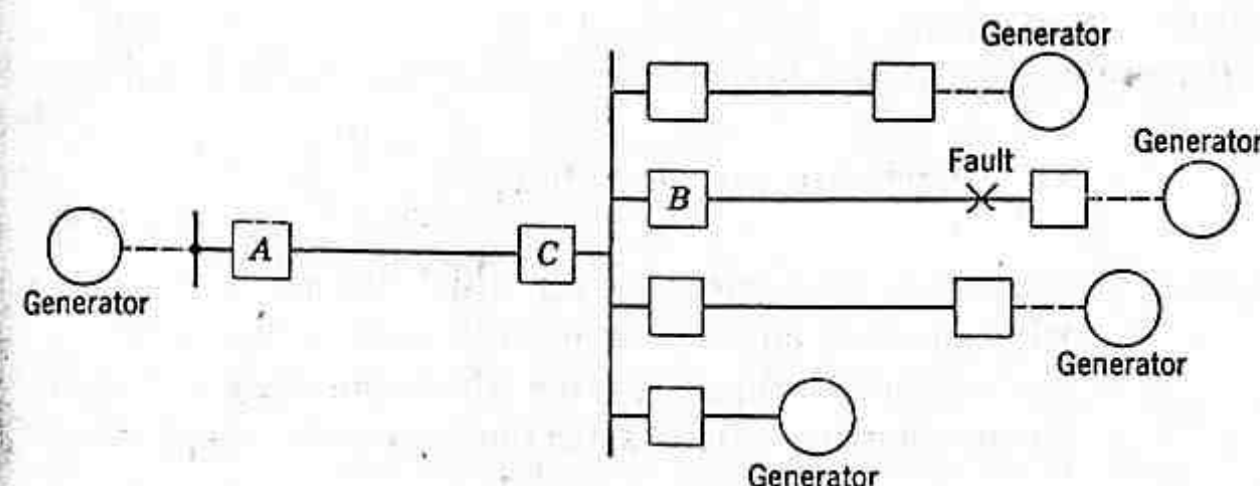 Generator
Generator
Fault
B
A
C
Generator
Generator
Generator